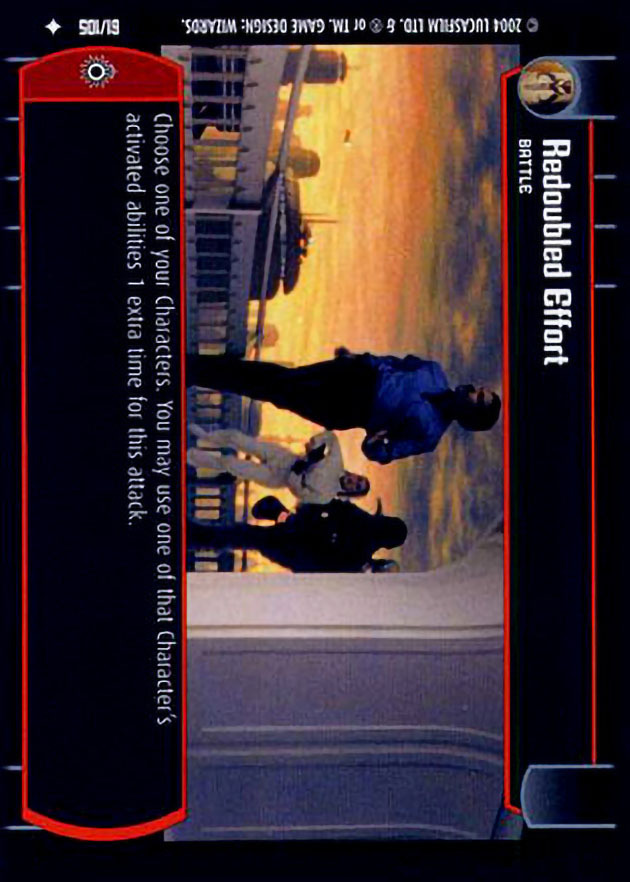 Redoubled Effort
BATTLE
Choose one of your Characters. You may use one of that Character's
activated abilities 1 extra time for this attack.
© 2004 LUCASFILM LTD. & ® or TM. GAME DESIGN: WIZARDS.
61/105